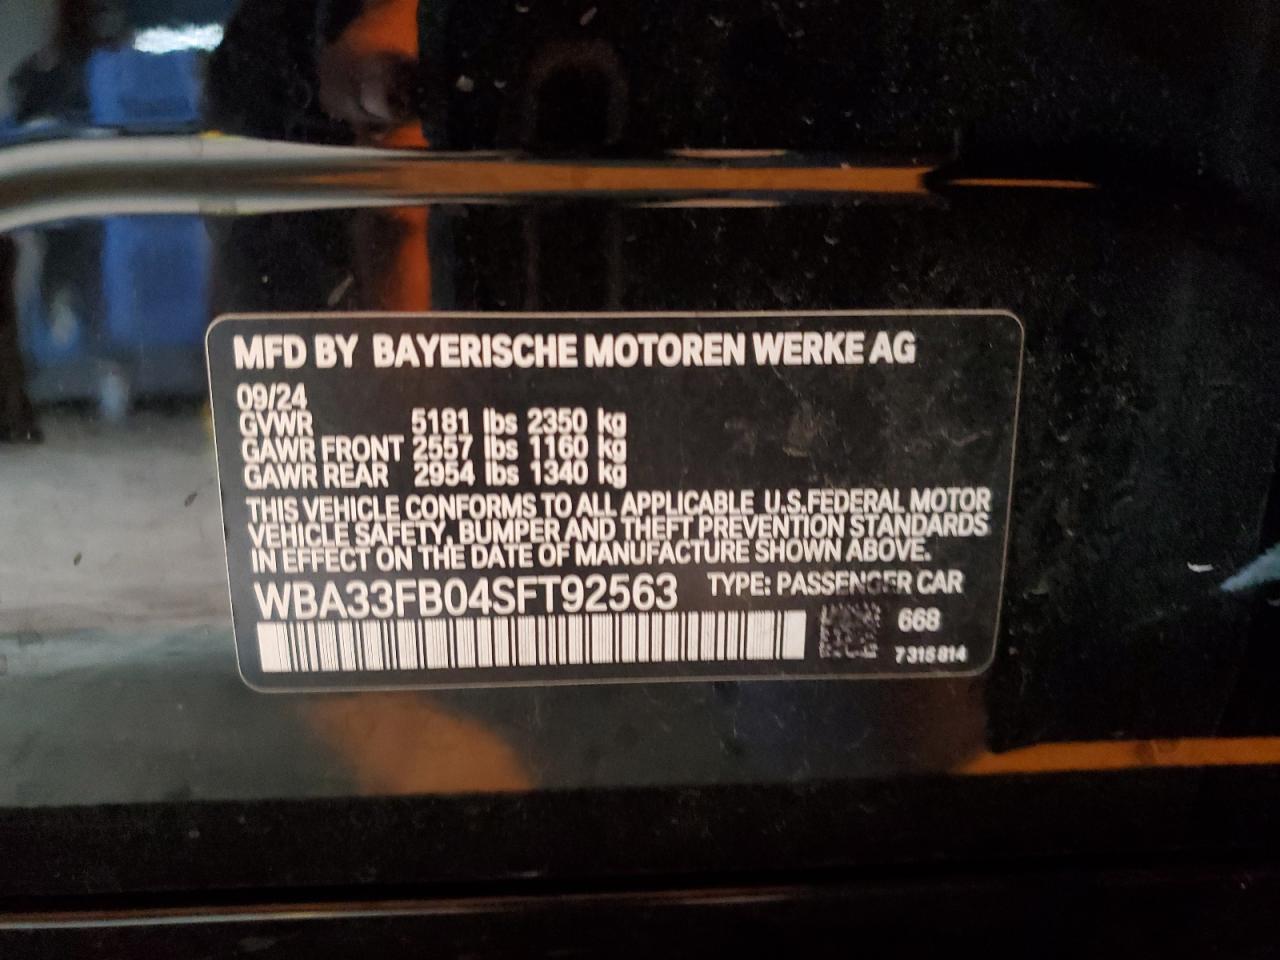 MFD BY BAYERISCHE MOTOREN WERKE AG
09/24
GVWR 5181 lbs 2350 kg
GAWR FRONT 2557 lbs 1160 kg
GAWR REAR 2954 lbs 1340 kg
THIS VEHICLE CONFORMS TO ALL APPLICABLE U.S.FEDERAL MOTOR
VEHICLE SAFETY, BUMPER AND THEFT PREVENTION STANDARDS
IN EFFECT ON THE DATE OF MANUFACTURE SHOWN ABOVE.
WBA33FB04SFT92563 TYPE: PASSENGER CAR
668
7 316 814